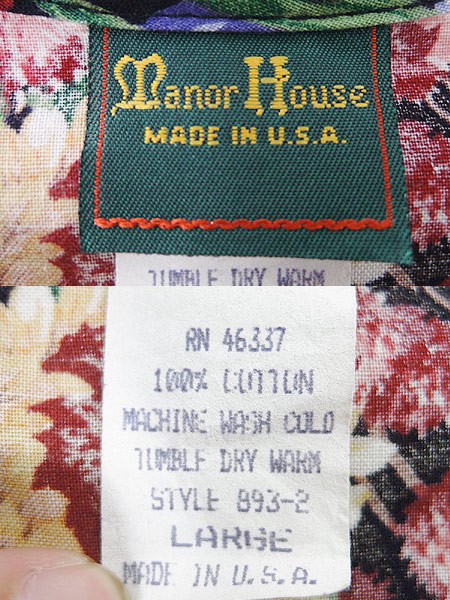 Manor House
MADE IN U.S.A.
TUMBLE DRY WARM
RN 46337
100% COTTON
MACHINE WASH COLD
TUMBLE DRY WARM
STYLE 893-2
LARGE
MADE IN U.S.A.